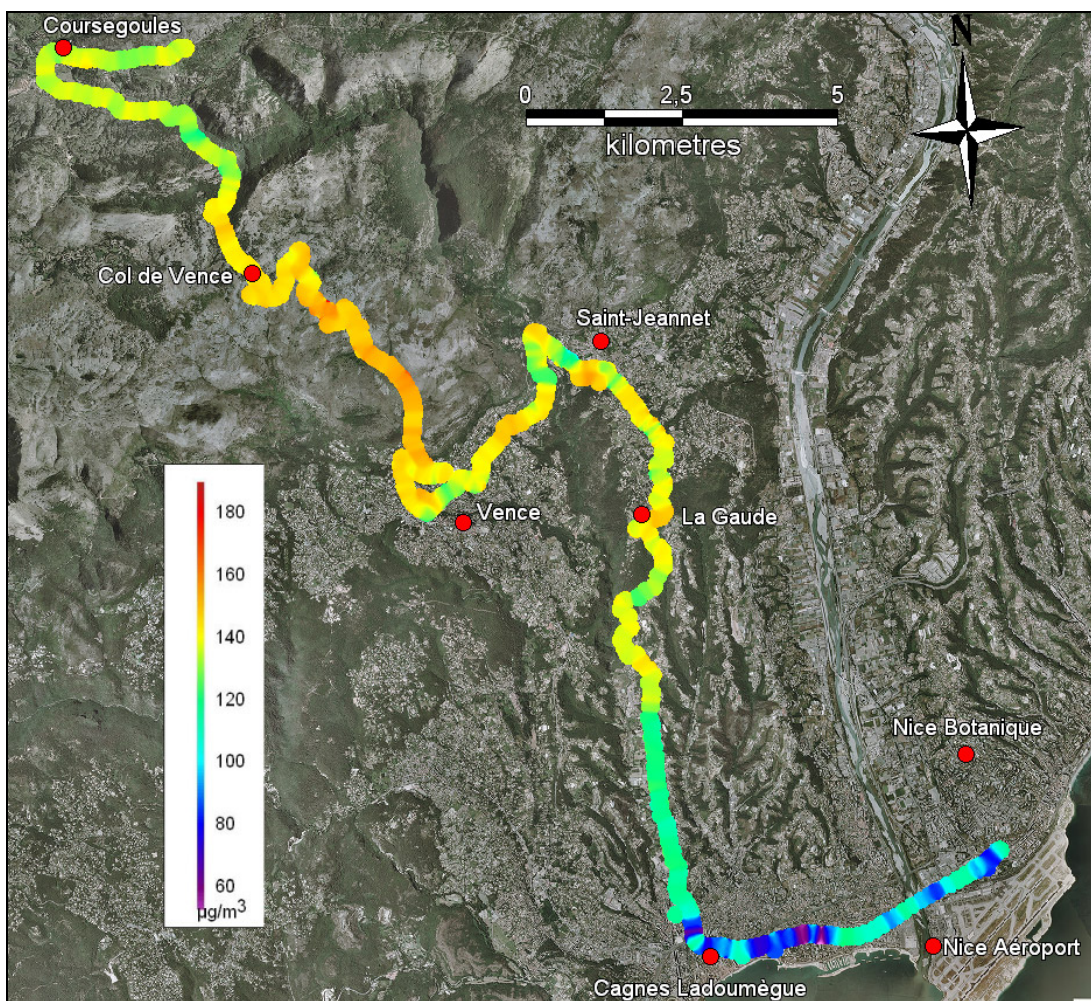 Coursegoules
N
0 2,5 5
kilometres
Col de Vence
Saint-Jeannet
Vence
La Gaude
180
160
140
120
100
80
60
µg/m3
Nice Botanique
Nice Aéroport
Cagnes Ladoumègue